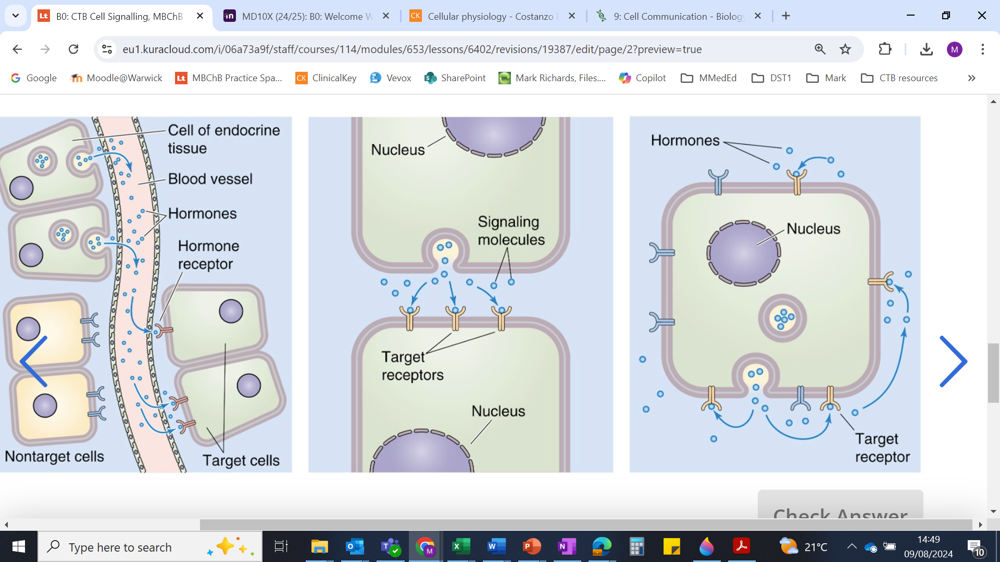 B0: CTB Cell Signalling, MBChB
MD10X (24/25): B0: Welcome W
CK
Cellular physiology - Costanzo
9: Cell Communication - Biology
eu1.kuracloud.com/i/06a73a9f/staff/courses/114/modules/653/lessons/6402/revisions/19387/edit/page/2?preview=true
M
Google
Moodle@Warwick
Lt MBChB Practice Spa...
CK ClinicalKey
Vevox
SharePoint
Mark Richards, Files....
Copilot
MMedEd
DST1
Mark
CTB resources
Cell of endocrine
tissue
Blood vessel
Hormones
Hormone
receptor
Nontarget cells
Target cells
Nucleus
Signaling
molecules
Target
receptors
Nucleus
Hormones
Nucleus
Target
receptor
Check Answer
Type here to search
21°C
14:49
09/08/2024
10